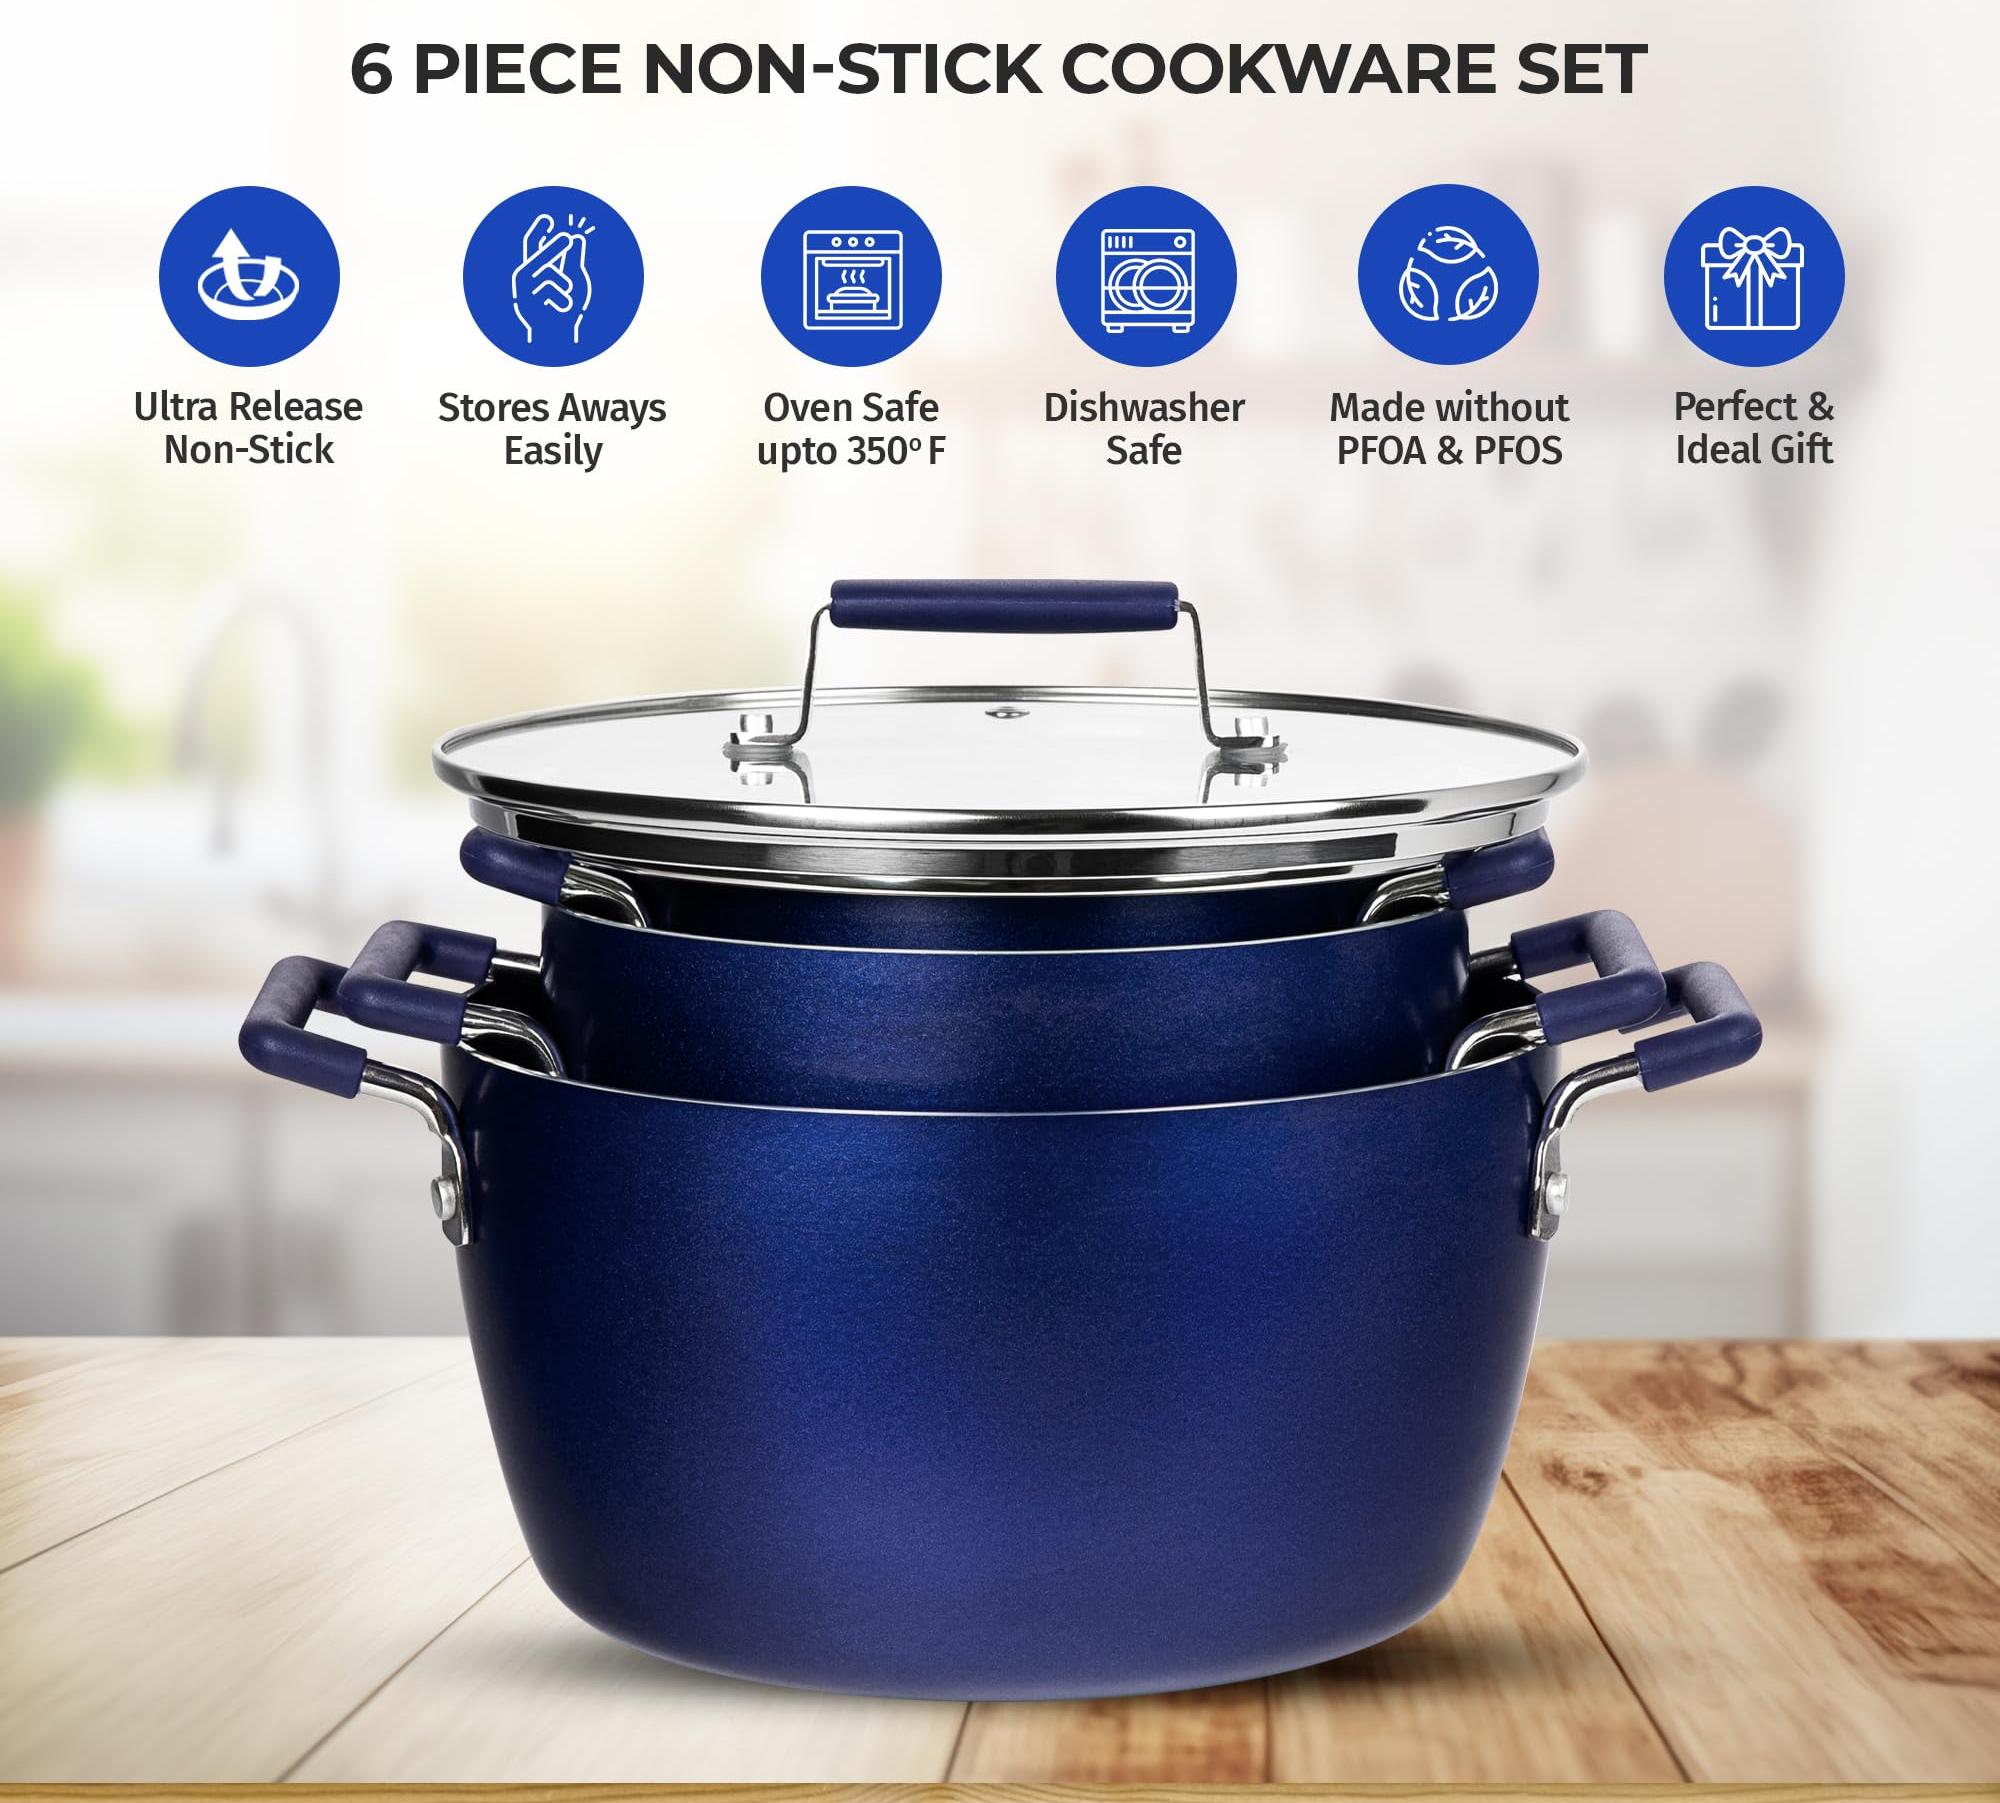 6 PIECE NON-STICK COOKWARE SET
Ultra Release
Non-Stick
Stores Aways
Easily
Oven Safe
upto 350º F
Dishwasher
Safe
Made without
PFOA & PFOS
Perfect &
Ideal Gift